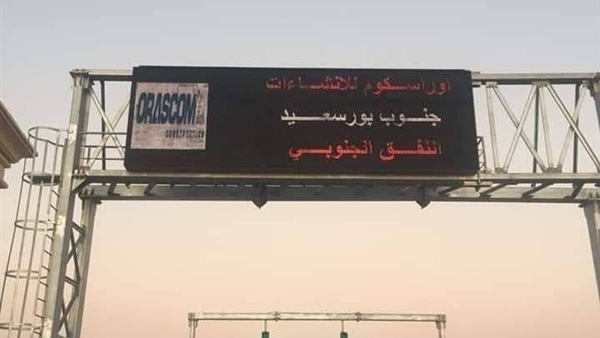 اوراسكوم للانشاءات
جنوب بورسعيد
النفق الجنوبي
ORASCOM
CONSTRUCTION